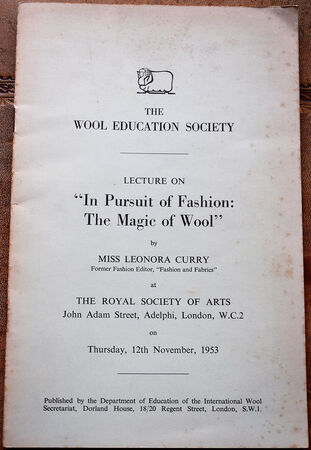 THE
WOOL EDUCATION SOCIETY
LECTURE ON
"In Pursuit of Fashion:
The Magic of Wool"
by
MISS LEONORA CURRY
Former Fashion Editor, "Fashion and Fabrics"
at
THE ROYAL SOCIETY OF ARTS
John Adam Street, Adelphi, London, W.C.2
on
Thursday, 12th November, 1953
Published by the Department of Education of the International Wool
Secretariat, Dorland House, 18/20 Regent Street, London, S.W.1.